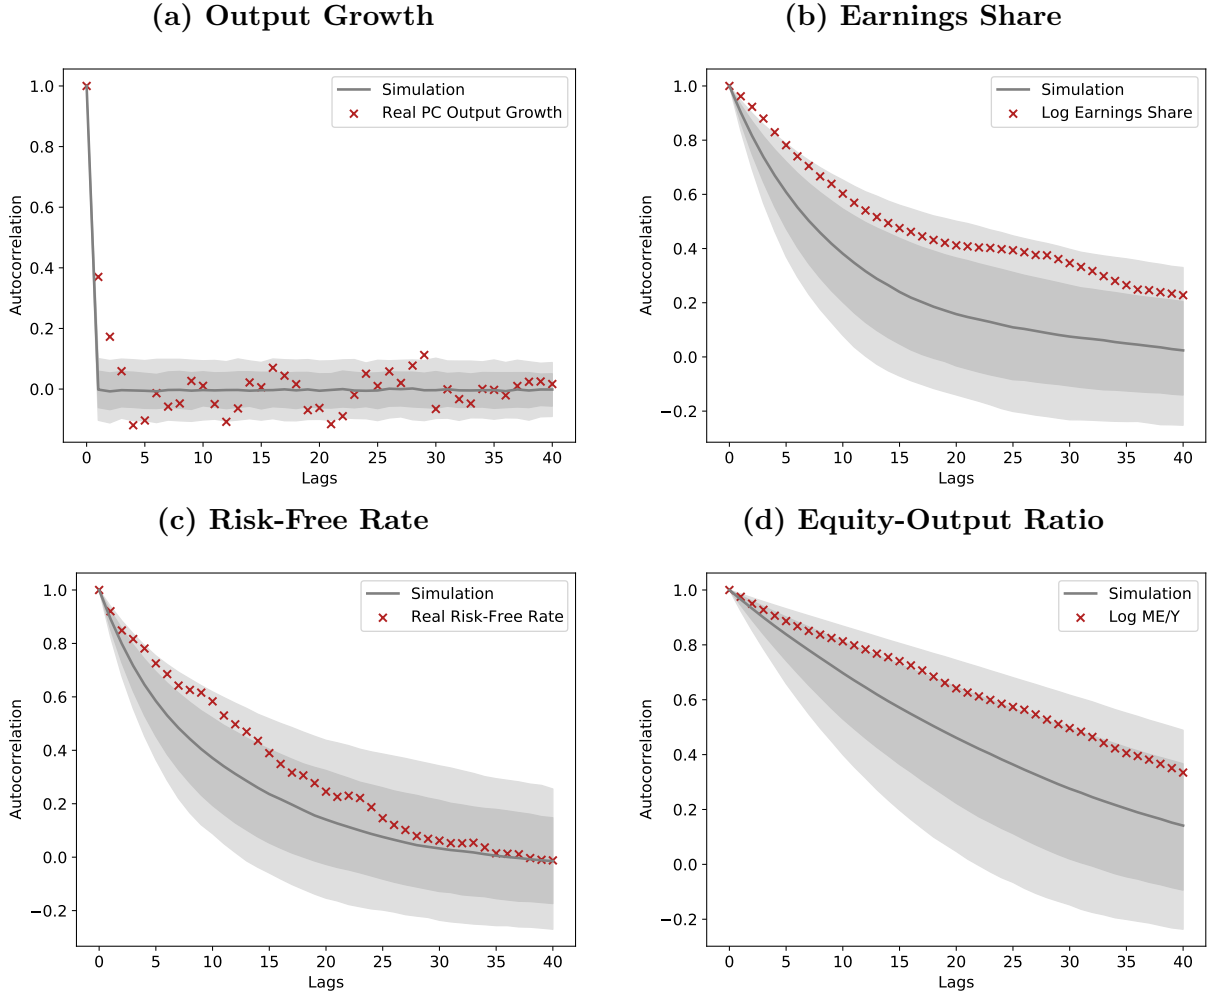 (a) Output Growth
1.0
0.8
0.6
0.4
0.2
0.0
Autocorrelation
Simulation
Real PC Output Growth
0 5 10 15 20 25 30 35 40
Lags
(b) Earnings Share
1.0
0.8
0.6
0.4
0.2
0.0
−0.2
Autocorrelation
Simulation
Log Earnings Share
0 5 10 15 20 25 30 35 40
Lags
(c) Risk-Free Rate
1.0
0.8
0.6
0.4
0.2
0.0
−0.2
Autocorrelation
Simulation
Real Risk-Free Rate
0 5 10 15 20 25 30 35 40
Lags
(d) Equity-Output Ratio
1.0
0.8
0.6
0.4
0.2
0.0
−0.2
Autocorrelation
Simulation
Log ME/Y
0 5 10 15 20 25 30 35 40
Lags